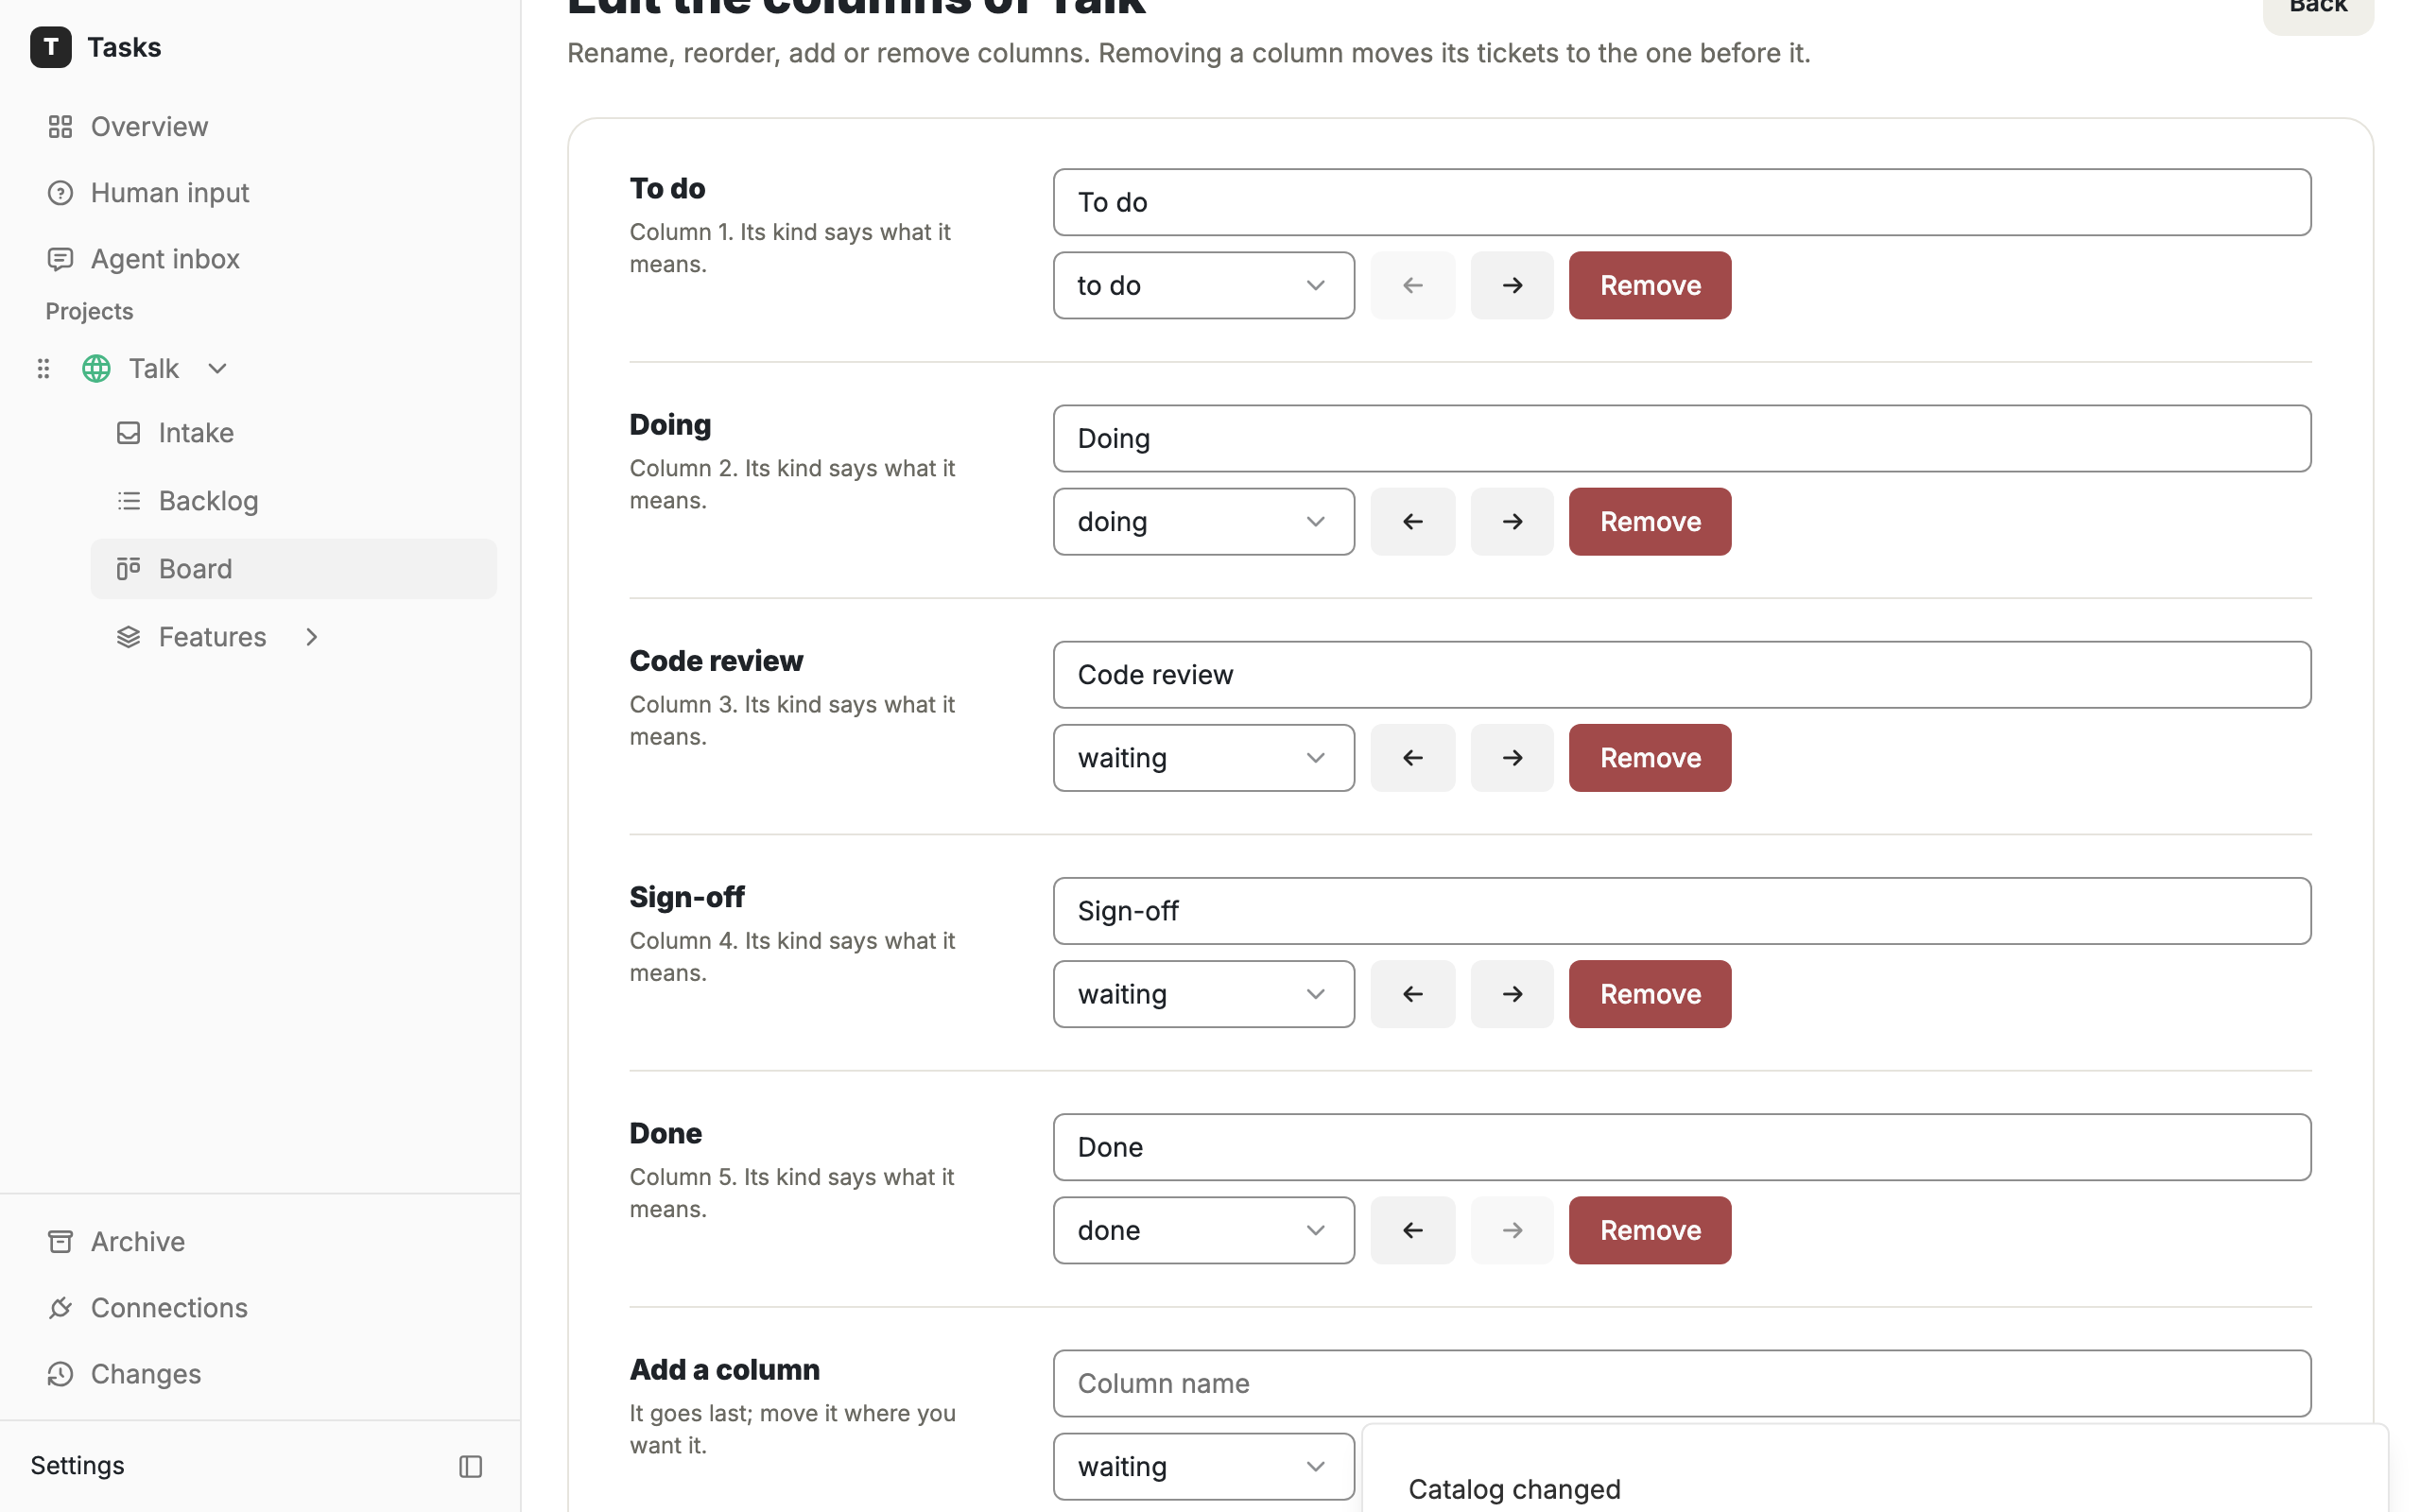 T Tasks
Overview
Human input
Agent inbox
Projects
Talk
Intake
Backlog
Board
Features
Archive
Connections
Changes
Settings
Edit the columns of Talk
Back
Rename, reorder, add or remove columns. Removing a column moves its tickets to the one before it.
To do
Column 1. Its kind says what it
means.
To do
to do
Remove
Doing
Column 2. Its kind says what it
means.
Doing
doing
Remove
Code review
Column 3. Its kind says what it
means.
Code review
waiting
Remove
Sign-off
Column 4. Its kind says what it
means.
Sign-off
waiting
Remove
Done
Column 5. Its kind says what it
means.
Done
done
Remove
Add a column
It goes last; move it where you
want it.
Column name
waiting
Catalog changed